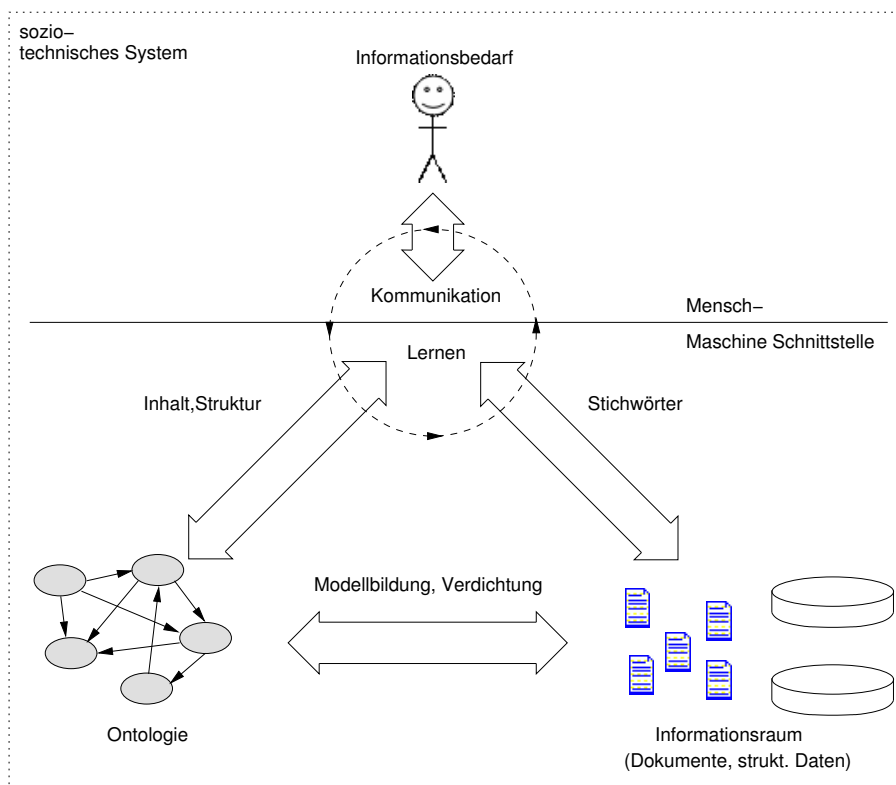 sozio–
technisches System
Informationsbedarf
Kommunikation
Mensch–
Maschine Schnittstelle
Lernen
Inhalt,Struktur
Stichwörter
Modellbildung, Verdichtung
Ontologie
Informationsraum
(Dokumente, strukt. Daten)